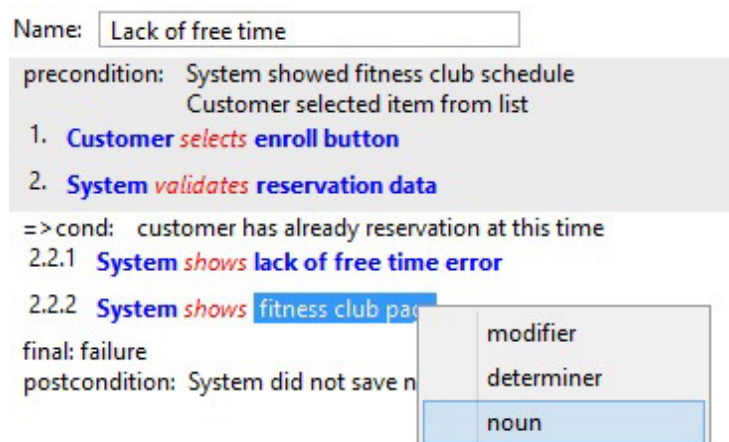 Name: Lack of free time
precondition: System showed fitness club schedule
Customer selected item from list
1. Customer selects enroll button
2. System validates reservation data
=>cond: customer has already reservation at this time
2.2.1 System shows lack of free time error
2.2.2 System shows fitness club
modifier
final: failure
determiner
postcondition: System did not save
noun